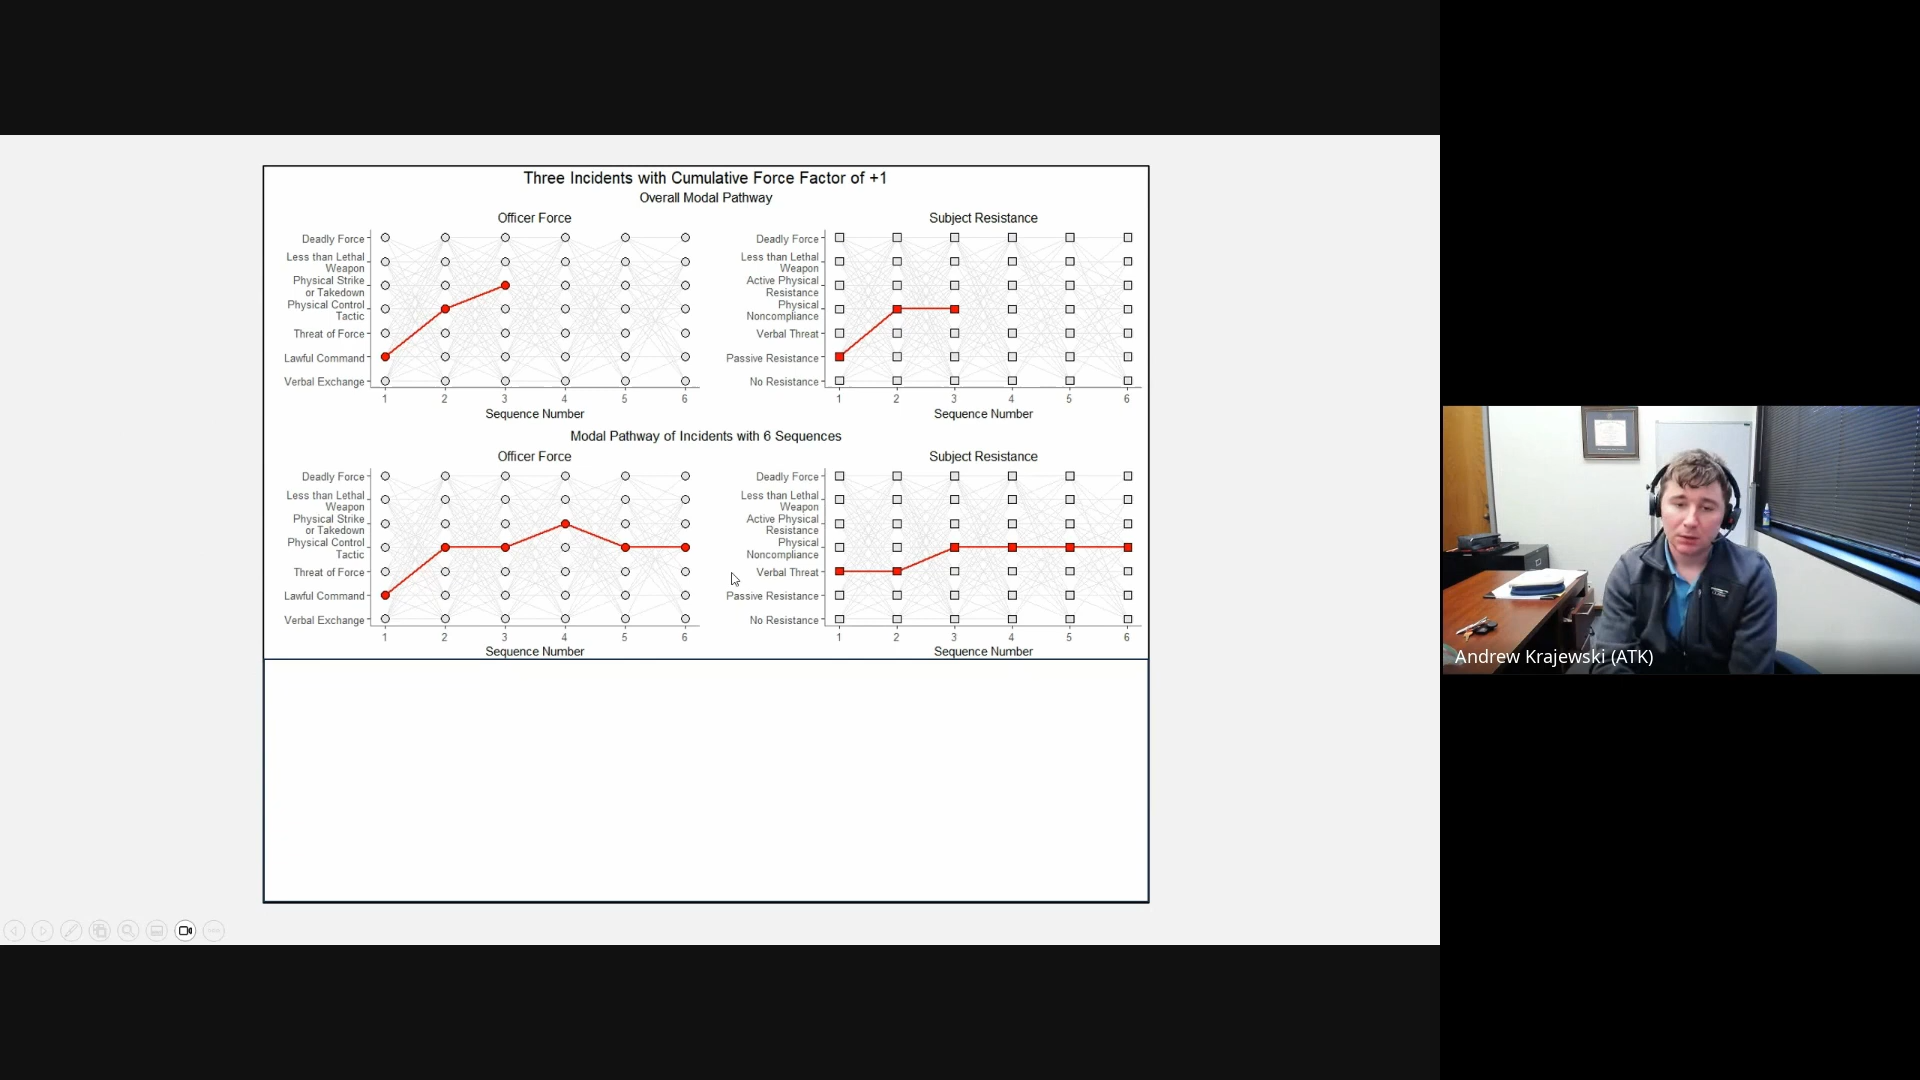 Three Incidents with Cumulative Force Factor of +1
Overall Modal Pathway
Officer Force
Deadly Force
Less than Lethal
Weapon
Physical Strike
or Takedown
Physical Control
Tactic
Threat of Force
Lawful Command
Verbal Exchange
1 2 3 4 5 6
Sequence Number
Subject Resistance
Deadly Force
Less than Lethal
Weapon
Active Physical
Resistance
Physical
Noncompliance
Verbal Threat
Passive Resistance
No Resistance
1 2 3 4 5 6
Sequence Number
Modal Pathway of Incidents with 6 Sequences
Officer Force
Deadly Force
Less than Lethal
Weapon
Physical Strike
or Takedown
Physical Control
Tactic
Threat of Force
Lawful Command
Verbal Exchange
1 2 3 4 5 6
Sequence Number
Subject Resistance
Deadly Force
Less than Lethal
Weapon
Active Physical
Resistance
Physical
Noncompliance
Verbal Threat
Passive Resistance
No Resistance
1 2 3 4 5 6
Sequence Number
Andrew Krajewski (ATK)